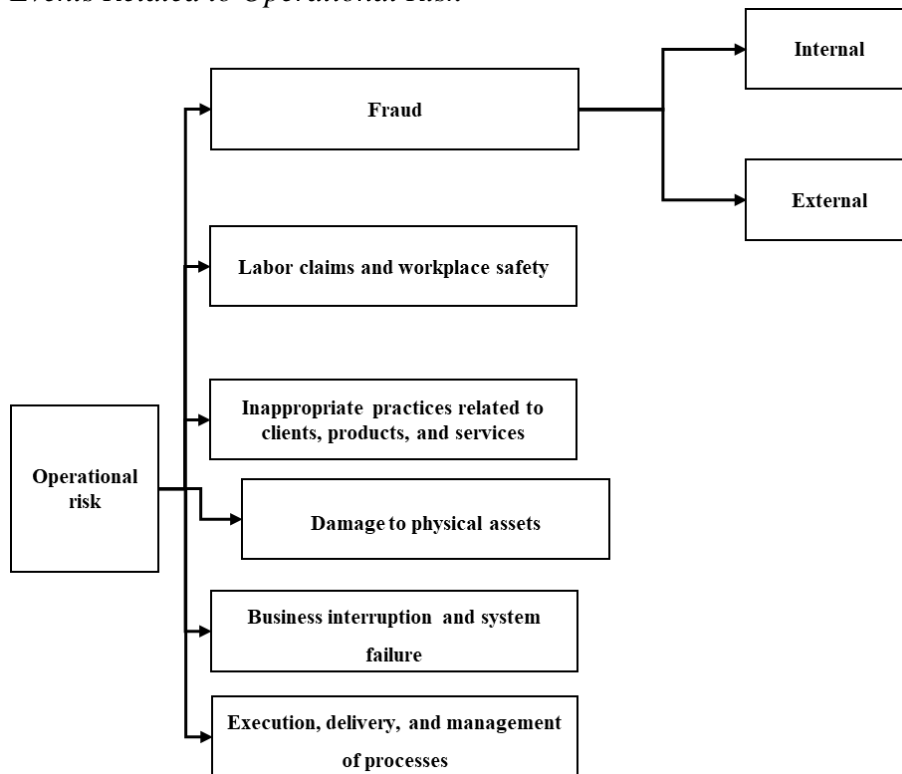 Events Related to Operational Risk
Internal
Fraud
External
Labor claims and workplace safety
Inappropriate practices related to
clients, products, and services
Operational
risk
Damage to physical assets
Business interruption and system
failure
Execution, delivery, and management
of processes